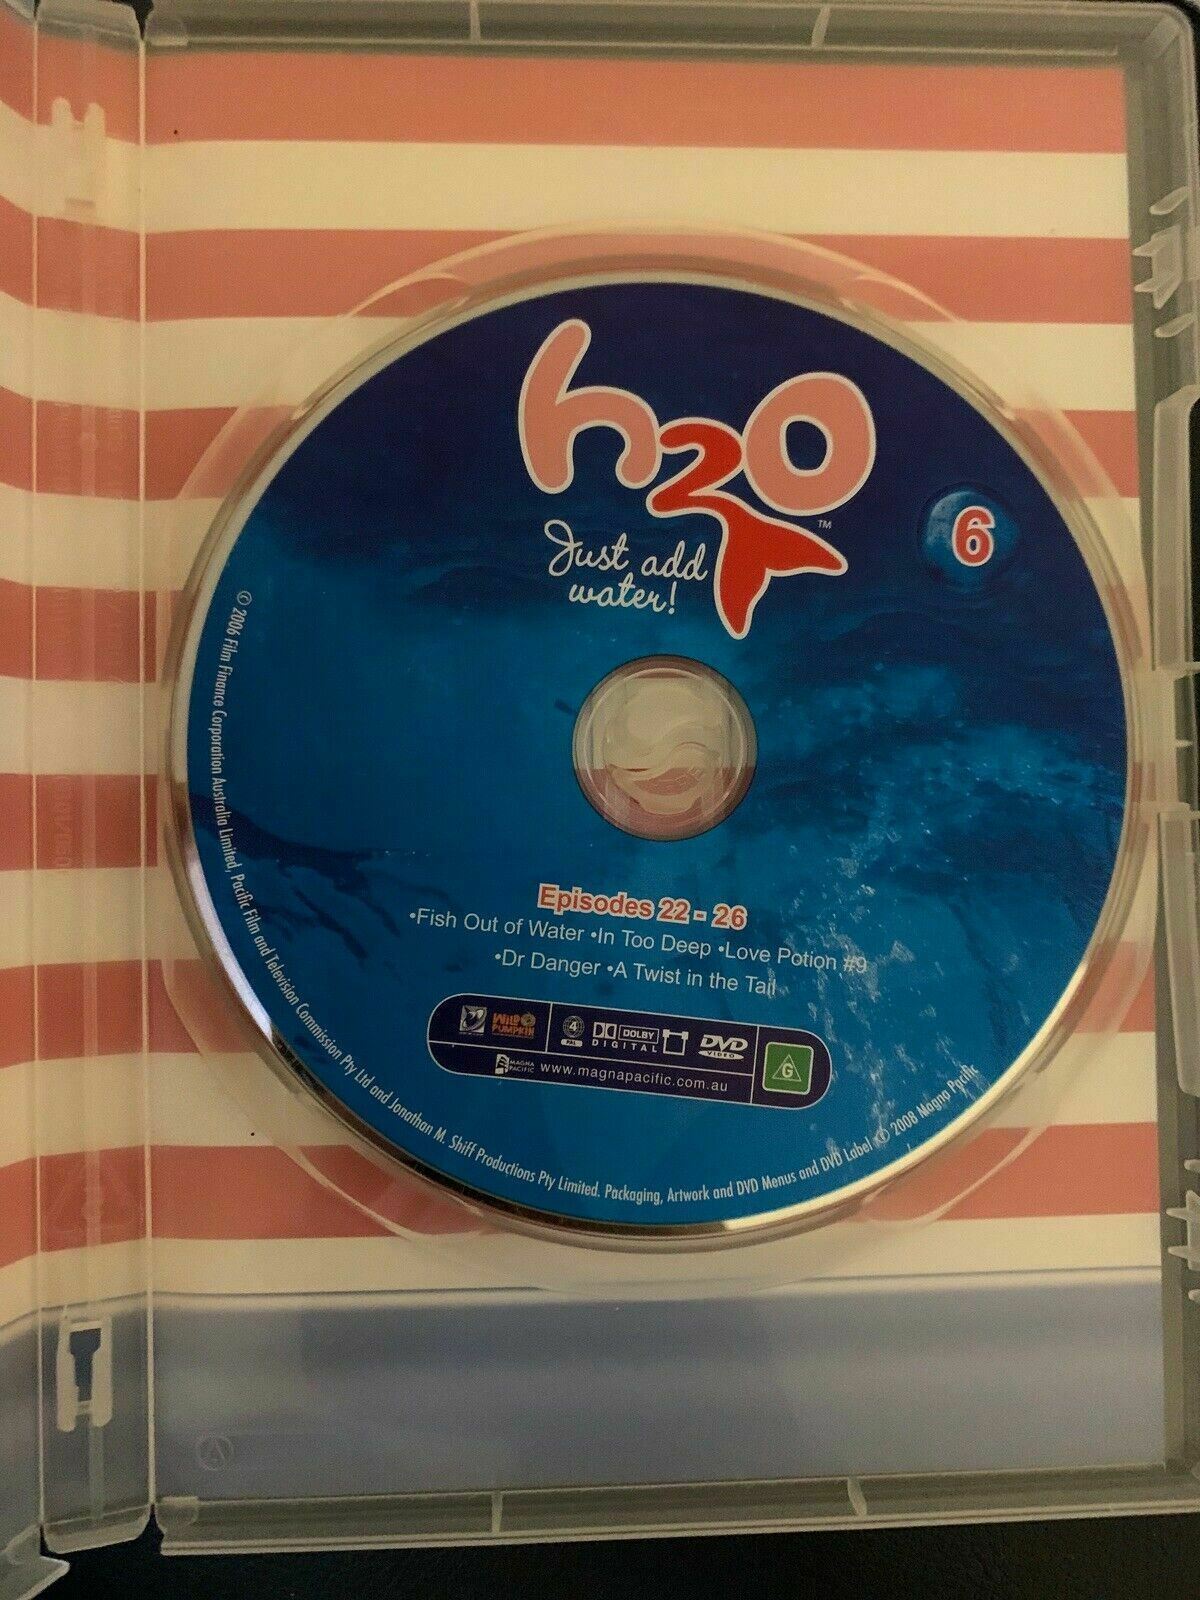 h2O
™
Just add
water!
6
Episodes 22 - 26
•Fish Out of Water •In Too Deep •Love Potion #9
•Dr Danger •A Twist in the Tail
WILD PUMPKIN
4
PAL
DOLBY
DIGITAL
DVD
VIDEO
G
MAGNA PACIFIC www.magnapacific.com.au
© 2006 Film Finance Corporation Australia Limited, Pacific Film and Television Commission Pty Ltd and Jonathan M. Shiff Productions Pty Limited. Packaging, Artwork and DVD Menus and DVD Label © 2008 Magna Pacific